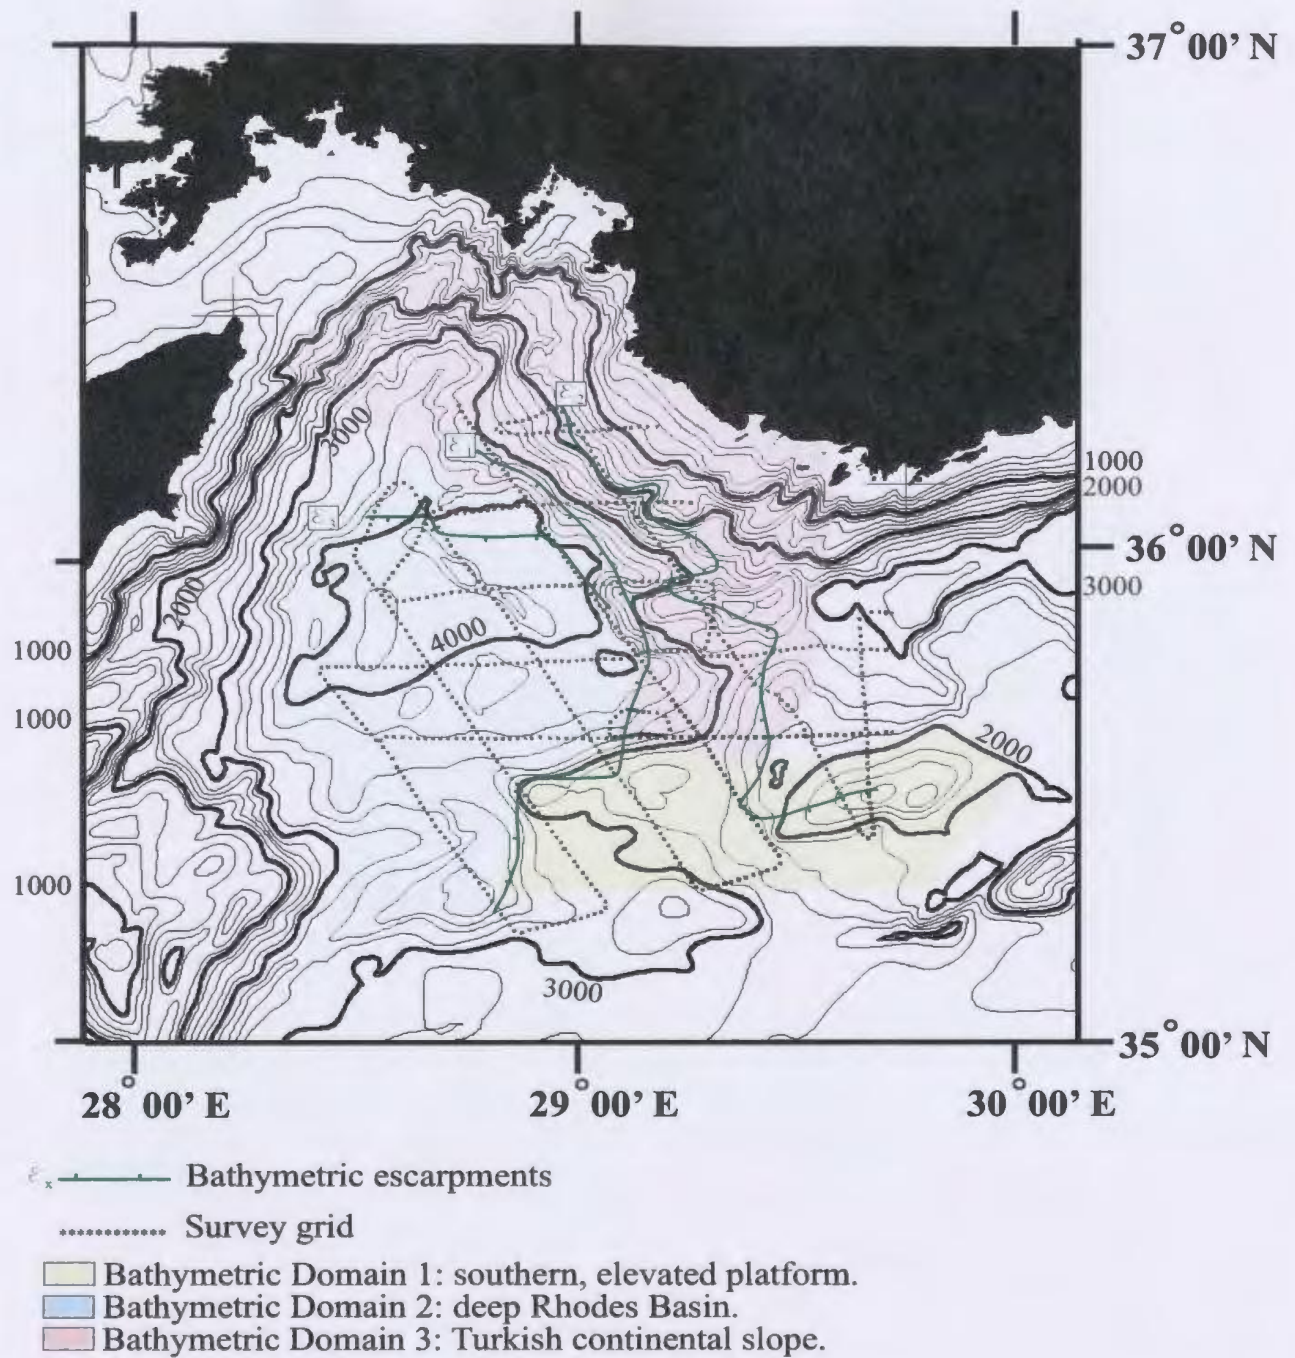 37°00' N
3000
1000
2000
36°00' N
3000
2000
4000
1000
1000
2000
1000
3000
35°00' N
28°00' E
29°00' E
30°00' E
ε x Bathymetric escarpments
Survey grid
Bathymetric Domain 1: southern, elevated platform.
Bathymetric Domain 2: deep Rhodes Basin.
Bathymetric Domain 3: Turkish continental slope.